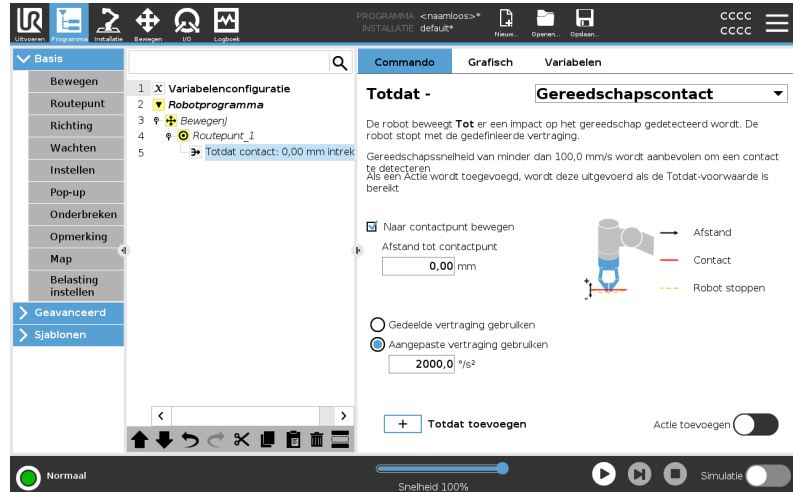 UR
PROGRAMMA <naamloos>*
INSTALLATIE default*
cccc
cccc
Uitvoeren Programma Installatie Bewegen I/O Logboek Nieuw... Openen... Opslaan...
Basis
Bewegen
Routepunt
Richting
Wachten
Instellen
Pop-up
Onderbreken
Opmerking
Map
Belasting
instellen
Geavanceerd
Sjablonen
1 X Variabelenconfiguratie
2 Robotprogramma
3 BewegenJ
4 Routepunt_1
5 Totdat contact: 0,00 mm intrek
Commando Grafisch Variabelen
Totdat - Gereedschapscontact
De robot beweegt Tot er een impact op het gereedschap gedetecteerd wordt. De
robot stopt met de gedefinieerde vertraging.
Gereedschapssnelheid van minder dan 100,0 mm/s wordt aanbevolen om een contact
te detecteren
Als een Actie wordt toegevoegd, wordt deze uitgevoerd als de Totdat-voorwaarde is
bereikt
Naar contactpunt bewegen
Afstand tot contactpunt
0,00 mm
+
-
Afstand
Contact
Robot stoppen
Gedeelde vertraging gebruiken
Aangepaste vertraging gebruiken
2000,0 °/s²
+ Totdat toevoegen
Actie toevoegen
Normaal
Snelheid 100%
Simulatie